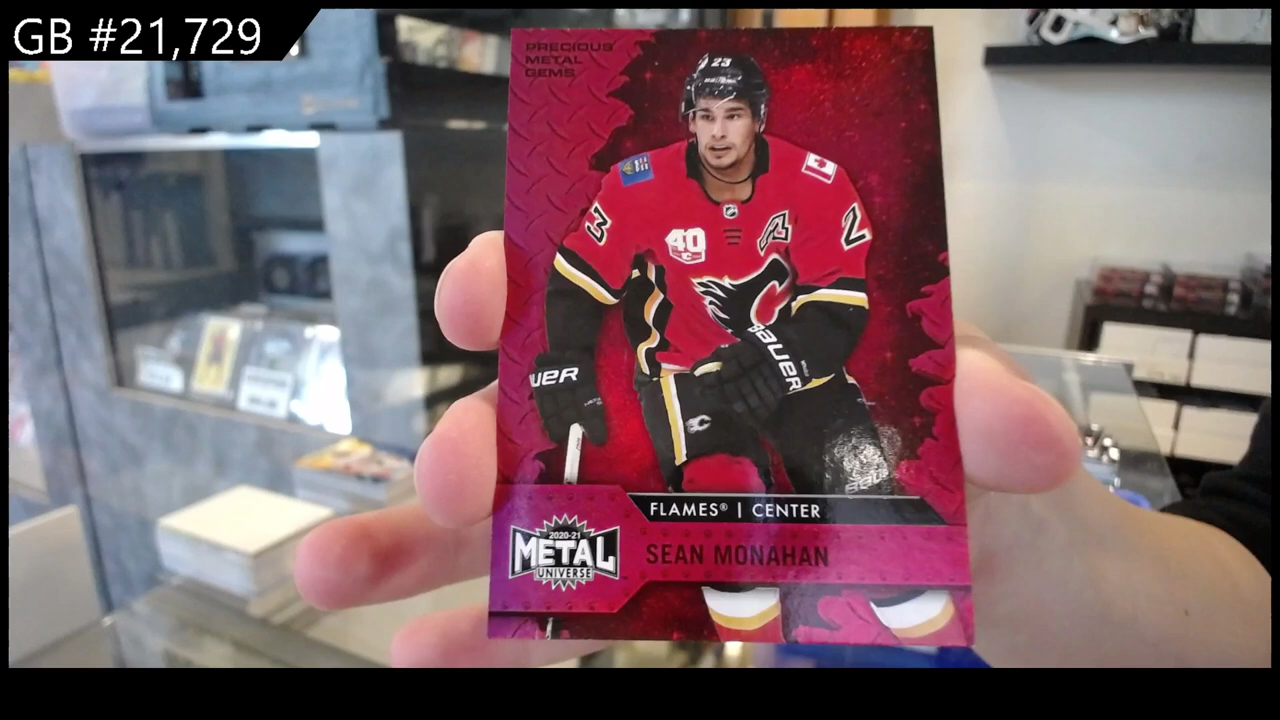 GB #21,729
PRECIOUS
METAL
GEMS
23
3
2
40
A
BAUER
UER
FLAMES® | CENTER
2020-21
METAL
UNIVERSE
SEAN MONAHAN